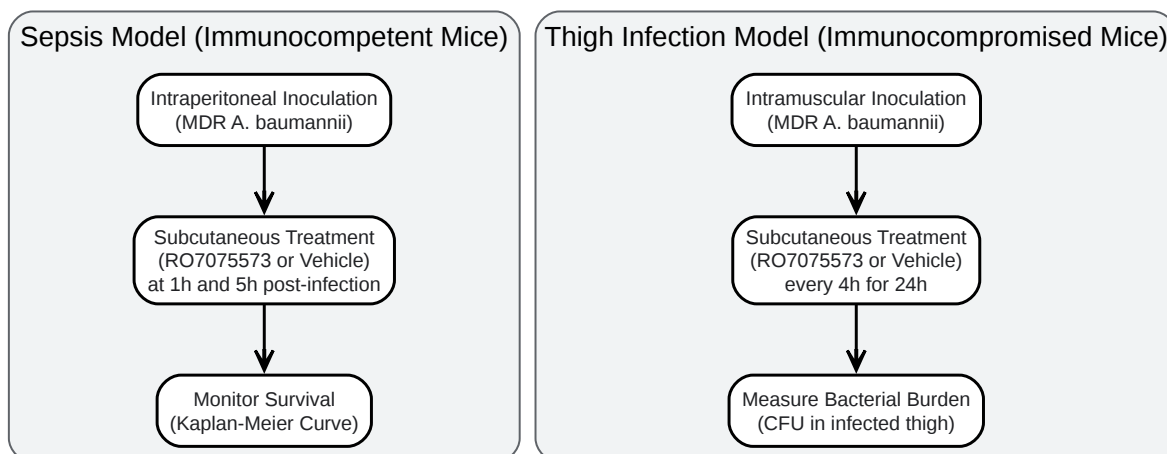 Sepsis Model (Immunocompetent Mice)
Intraperitoneal Inoculation
(MDR A. baumannii)
Subcutaneous Treatment
(RO7075573 or Vehicle)
at 1h and 5h post-infection
Monitor Survival
(Kaplan-Meier Curve)
Thigh Infection Model (Immunocompromised Mice)
Intramuscular Inoculation
(MDR A. baumannii)
Subcutaneous Treatment
(RO7075573 or Vehicle)
every 4h for 24h
Measure Bacterial Burden
(CFU in infected thigh)